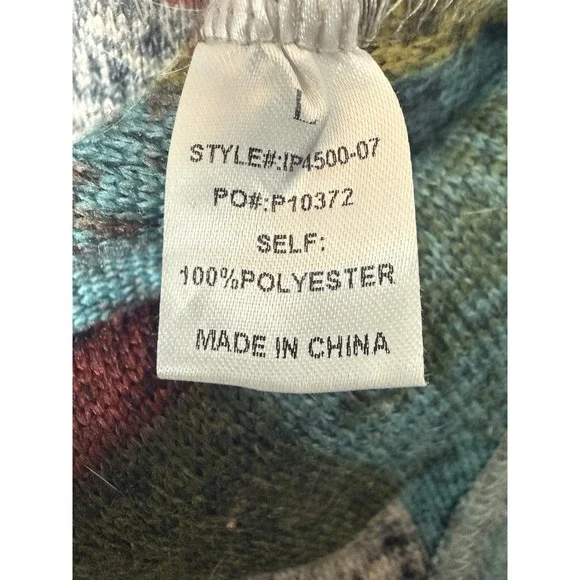 L
STYLE#:IP4500-07
PO#:P10372
SELF:
100%POLYESTER
MADE IN CHINA